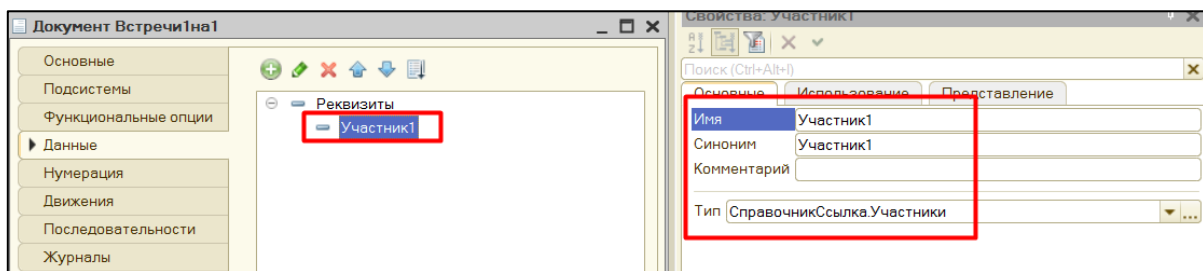 Документ Встречи1на1
Основные
Подсистемы
Функциональные опции
Данные
Нумерация
Движения
Последовательности
Журналы
Реквизиты
Участник1
Свойства: Участник1
Поиск (Ctrl+Alt+I)
Основные Использование Представление
Имя Участник1
Синоним Участник1
Комментарий
Тип СправочникСсылка.Участники